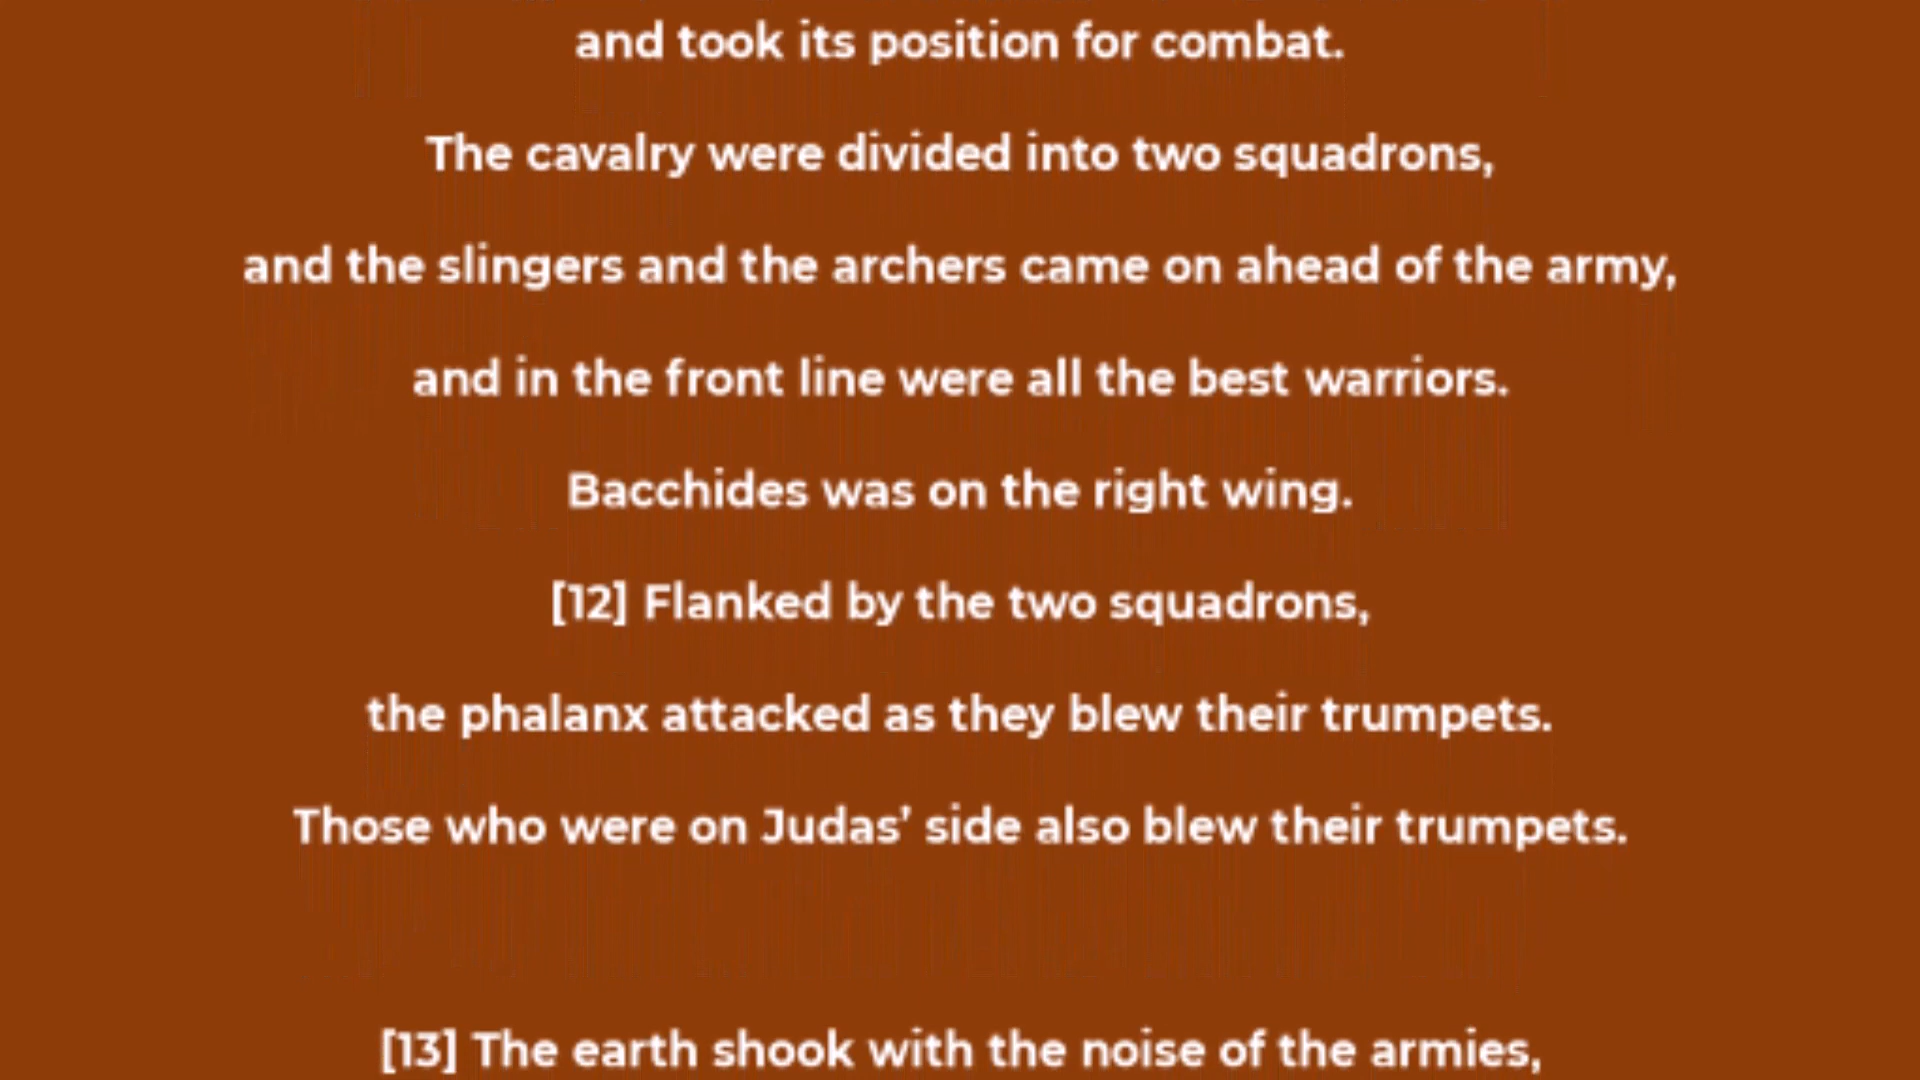 and took its position for combat.
The cavalry were divided into two squadrons,
and the slingers and the archers came on ahead of the army,
and in the front line were all the best warriors.
Bacchides was on the right wing.
[12] Flanked by the two squadrons,
the phalanx attacked as they blew their trumpets.
Those who were on Judas’ side also blew their trumpets.
[13] The earth shook with the noise of the armies,